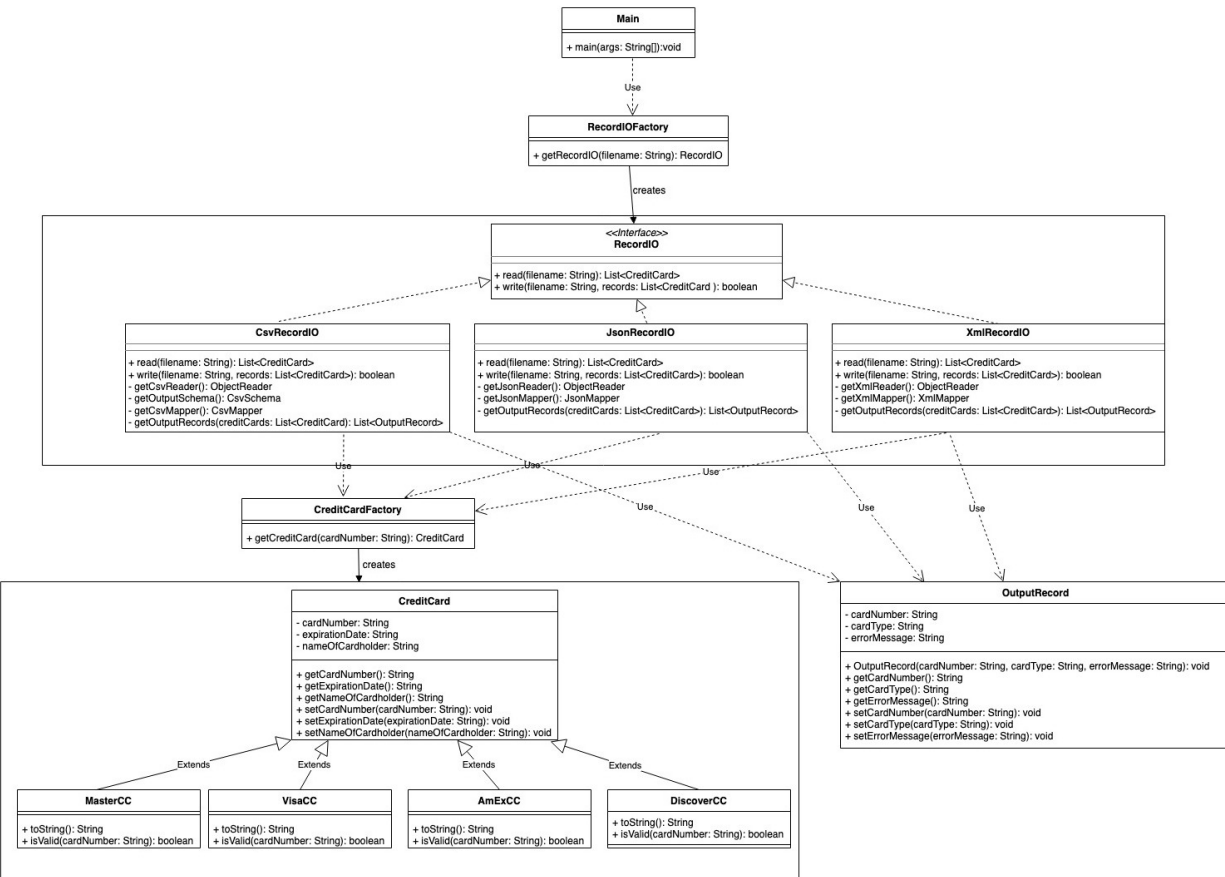 Main
+ main(args: String[]):void
Use
RecordIOFactory
+ getRecordIO(filename: String): RecordIO
creates
<<Interface>>
RecordIO
+ read(filename: String): List<CreditCard>
+ write(filename: String, records: List<CreditCard ): boolean
CsvRecordIO
+ read(filename: String): List<CreditCard>
+ write(filename: String, records: List<CreditCard>): boolean
- getCsvReader(): ObjectReader
- getOutputSchema(): CsvSchema
- getCsvMapper(): CsvMapper
- getOutputRecords(creditCards: List<CreditCard): List<OutputRecord>
JsonRecordIO
+ read(filename: String): List<CreditCard>
+ write(filename: String, records: List<CreditCard>): boolean
- getJsonReader(): ObjectReader
- getJsonMapper(): JsonMapper
- getOutputRecords(creditCards: List<CreditCard>): List<OutputRecord>
XmlRecordIO
+ read(filename: String): List<CreditCard>
+ write(filename: String, records: List<CreditCard>): boolean
- getXmlReader(): ObjectReader
- getXmlMapper(): XmlMapper
- getOutputRecords(creditCards: List<CreditCard>): List<OutputRecord>
Use
Use
Use
Use
Use
Use
CreditCardFactory
+ getCreditCard(cardNumber: String): CreditCard
creates
CreditCard
- cardNumber: String
- expirationDate: String
- nameOfCardholder: String
+ getCardNumber(): String
+ getExpirationDate(): String
+ getNameOfCardholder(): String
+ setCardNumber(cardNumber: String): void
+ setExpirationDate(expirationDate: String): void
+ setNameOfCardholder(nameOfCardholder: String): void
OutputRecord
- cardNumber: String
- cardType: String
- errorMessage: String
+ OutputRecord(cardNumber: String, cardType: String, errorMessage: String): void
+ getCardNumber(): String
+ getCardType(): String
+ getErrorMessage(): String
+ setCardNumber(cardNumber: String): void
+ setCardType(cardType: String): void
+ setErrorMessage(errorMessage: String): void
Extends
Extends
Extends
Extends
MasterCC
+ toString(): String
+ isValid(cardNumber: String): boolean
VisaCC
+ toString(): String
+ isValid(cardNumber: String): boolean
AmExCC
+ toString(): String
+ isValid(cardNumber: String): boolean
DiscoverCC
+ toString(): String
+ isValid(cardNumber: String): boolean